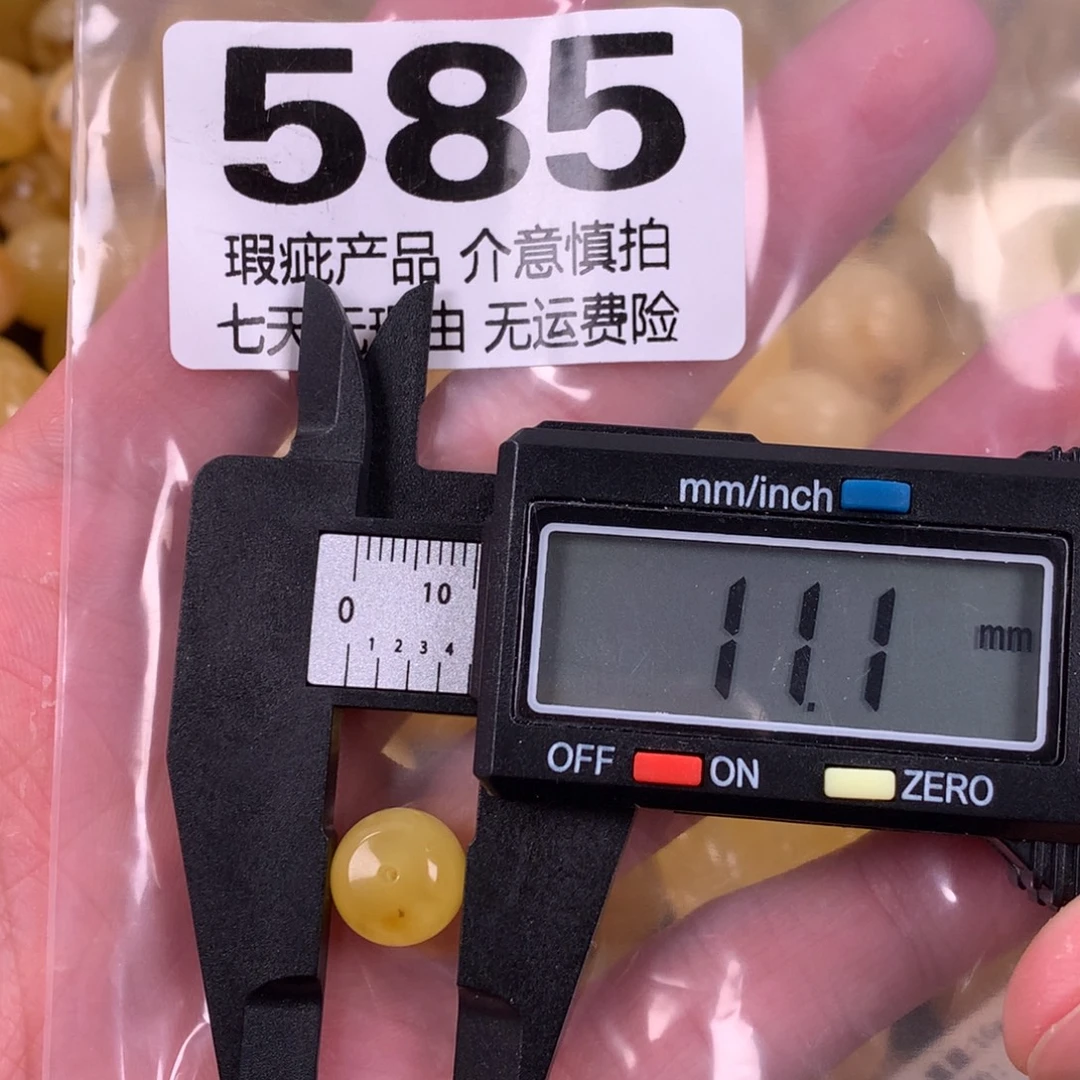 585
瑕疵产品 介意慎拍
七天 由 无运费险
mm/inch
0 10
1 2 3 4
11.1 mm
OFF ON ZERO